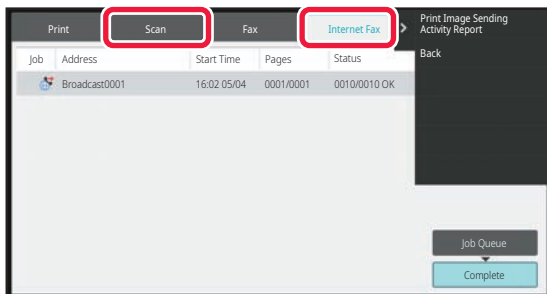 Print Scan Fax Internet Fax
Print Image Sending
Activity Report
Back
Job Address Start Time Pages Status
Broadcast0001 16:02 05/04 0001/0001 0010/0010 OK
Job Queue
Complete